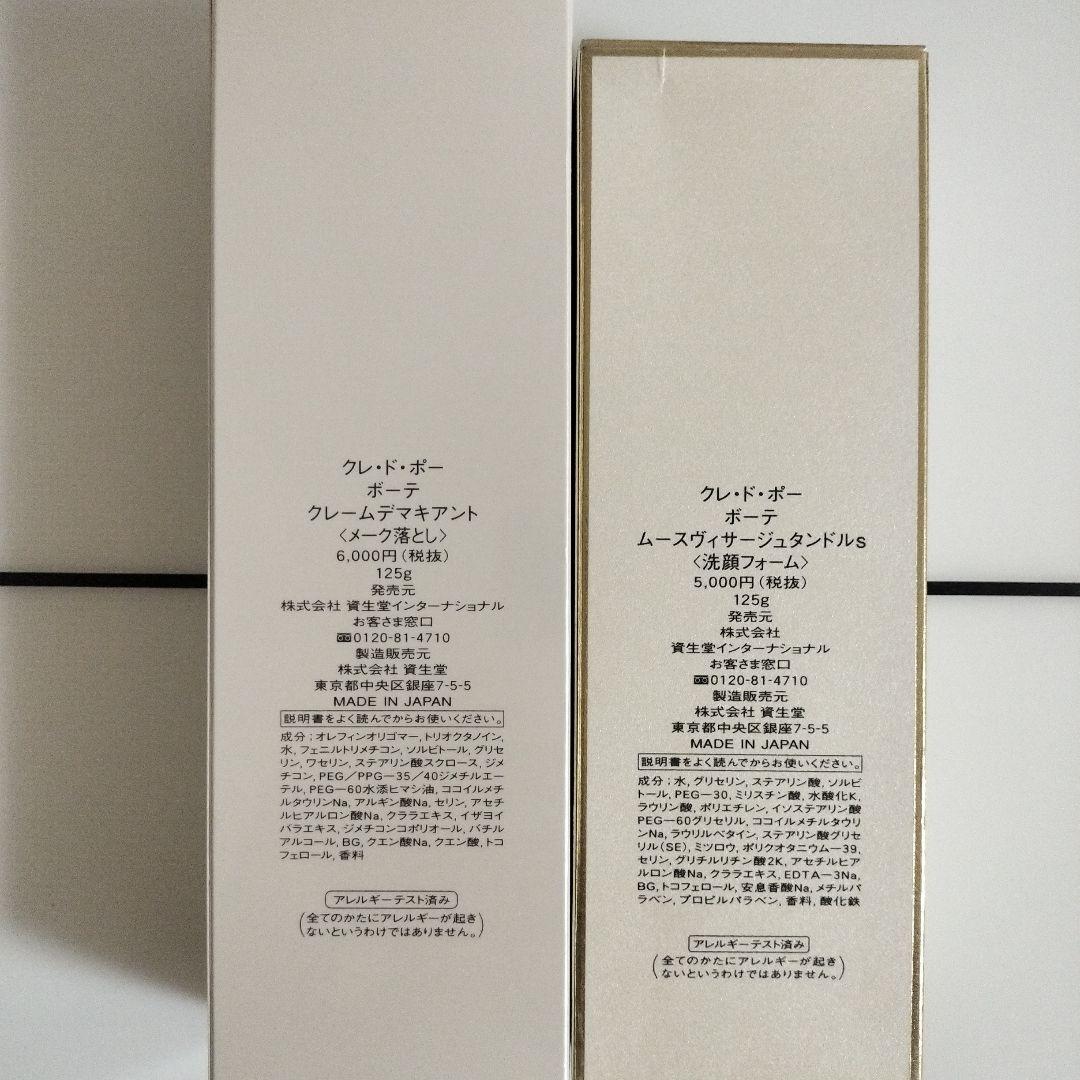 クレ・ド・ポー
ボーテ
クレームデマキアント
〈メーク落とし〉
6,000円（税抜）
125g
発売元
株式会社 資生堂インターナショナル
お客さま窓口
0120-81-4710
製造販売元
株式会社 資生堂
東京都中央区銀座7-5-5
MADE IN JAPAN
説明書をよく読んでからお使いください。
成分；オレフィンオリゴマー，トリオクタノイン，
水，フェニルトリメチコン，ソルビトール，グリセ
リン，ワセリン，ステアリン酸スクロース，ジメ
チコン，PEG／PPG－35／40ジメチルエー
テル，PEG－60水添ヒマシ油，ココイルメチ
ルタウリンNa，アルギン酸Na，セリン，アセチ
ルヒアルロン酸Na，クララエキス，イザヨイ
バラエキス，ジメチコンコポリオール，バチル
アルコール，BG，クエン酸Na，クエン酸，トコ
フェロール，香料
アレルギーテスト済み
（全てのかたにアレルギーが起き
ないというわけではありません。）
クレ・ド・ポー
ボーテ
ムースヴィサージュタンドルs
〈洗顔フォーム〉
5,000円（税抜）
125g
発売元
株式会社
資生堂インターナショナル
お客さま窓口
0120-81-4710
製造販売元
株式会社 資生堂
東京都中央区銀座7-5-5
MADE IN JAPAN
説明書をよく読んでからお使いください。
成分；水，グリセリン，ステアリン酸，ソルビ
トール，PEG－30，ミリスチン酸，水酸化K，
ラウリン酸，ポリエチレン，イソステアリン酸
PEG－60グリセリル，ココイルメチルタウリ
ンNa，ラウリルベタイン，ステアリン酸グリセ
リル（SE），ミツロウ，ポリクオタニウム－39，
セリン，グリチルリチン酸2K，アセチルヒア
ルロン酸Na，クララエキス，EDTA－3Na，
BG，トコフェロール，安息香酸Na，メチルパ
ラベン，プロピルパラベン，香料，酸化鉄
アレルギーテスト済み
（全てのかたにアレルギーが起き
ないというわけではありません。）